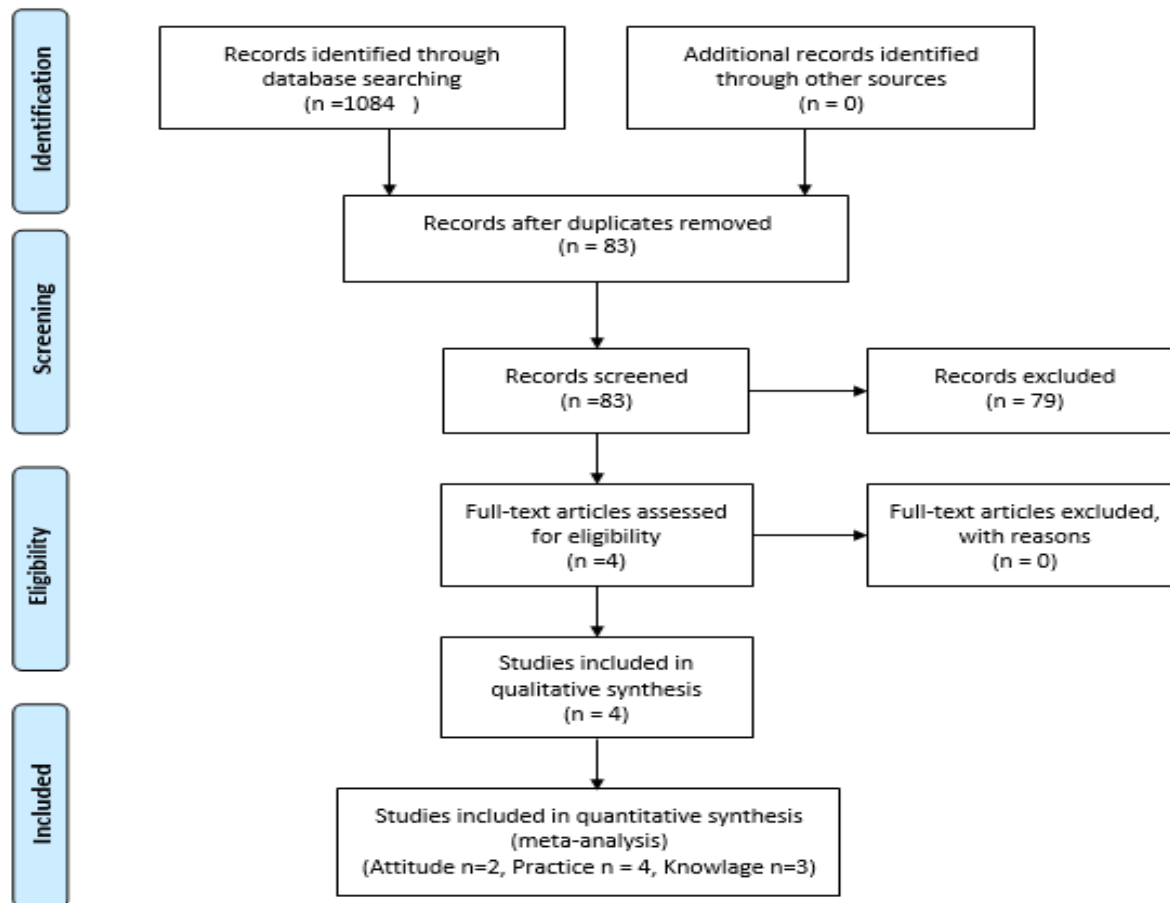 Identification
Records identified through
database searching
(n =1084   )
Additional records identified
through other sources
(n = 0)
Records after duplicates removed
(n = 83)
Screening
Records screened
(n =83)
Records excluded
(n = 79)
Eligibility
Full-text articles assessed
for eligibility
(n =4)
Full-text articles excluded,
with reasons
(n = 0)
Studies included in
qualitative synthesis
(n = 4)
Included
Studies included in quantitative synthesis
(meta-analysis)
(Attitude n=2, Practice n = 4, Knowlage n=3)